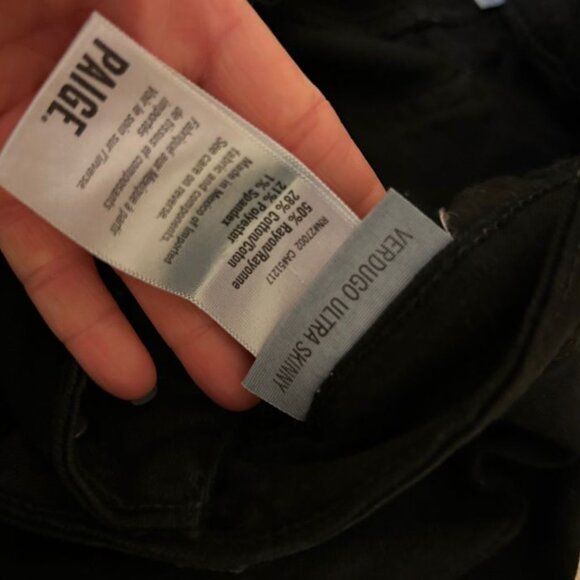 PAIGE.
RN#27002 CA#51217
50% Rayon/Rayonne
28% Cotton/Coton
21% Polyester
1% Spandex
Made in Mexico of Imported
Fabric and components.
See care on reverse
Fabriqué aux Mexique à partir
de tissus et composants
importés
Voir le soin sur l'inverse.
VERDUGO ULTRA SKINNY